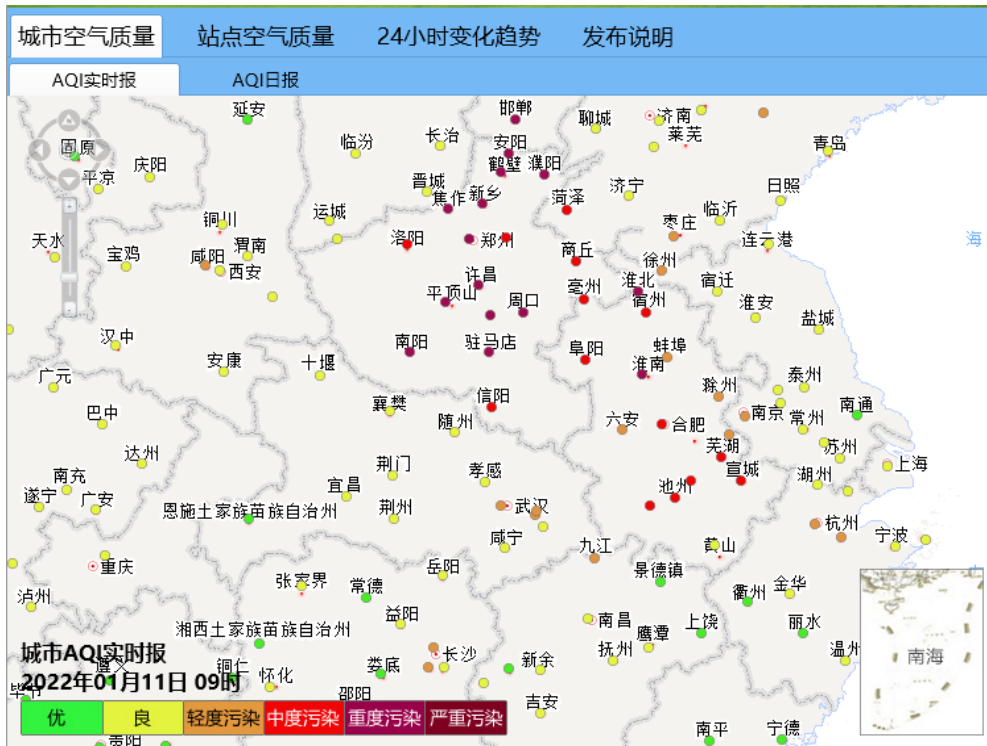 城市空气质量 站点空气质量 24小时变化趋势 发布说明
AQI实时报 AQI日报
延安 临汾 长治 邯郸 聊城 济南
安阳 莱芜 青岛
固原 庆阳 鹤壁 濮阳
平凉 晋城 焦作 新乡 菏泽 济宁 日照
铜川 运城 枣庄 临沂
天水 宝鸡 渭南 洛阳 郑州 商丘 连云港 海
咸阳 西安 徐州
许昌 亳州 淮北 宿迁
平顶山 周口 宿州 淮安
汉中 盐城
安康 十堰 南阳 驻马店 阜阳 蚌埠
广元 淮南 泰州
巴中 襄樊 信阳 滁州 南京 常州 南通
随州 六安 合肥
达州 芜湖 苏州
南充 荆门 孝感 宣城 湖州 上海
遂宁 广安 宜昌 池州
恩施土家族苗族自治州 荆州 武汉 杭州
咸宁 九江 黄山 宁波
重庆 张家界 常德 岳阳 景德镇
泸州 益阳 衢州 金华
湘西土家族苗族自治州 南昌 鹰潭 上饶 丽水
城市AQI实时报 长沙 抚州 温州 南海
遵义 铜仁 怀化 娄底 新余
2022年01月11日 09时
毕节 邵阳 吉安
优 良 轻度污染 中度污染 重度污染 严重污染
贵阳 南平 宁德